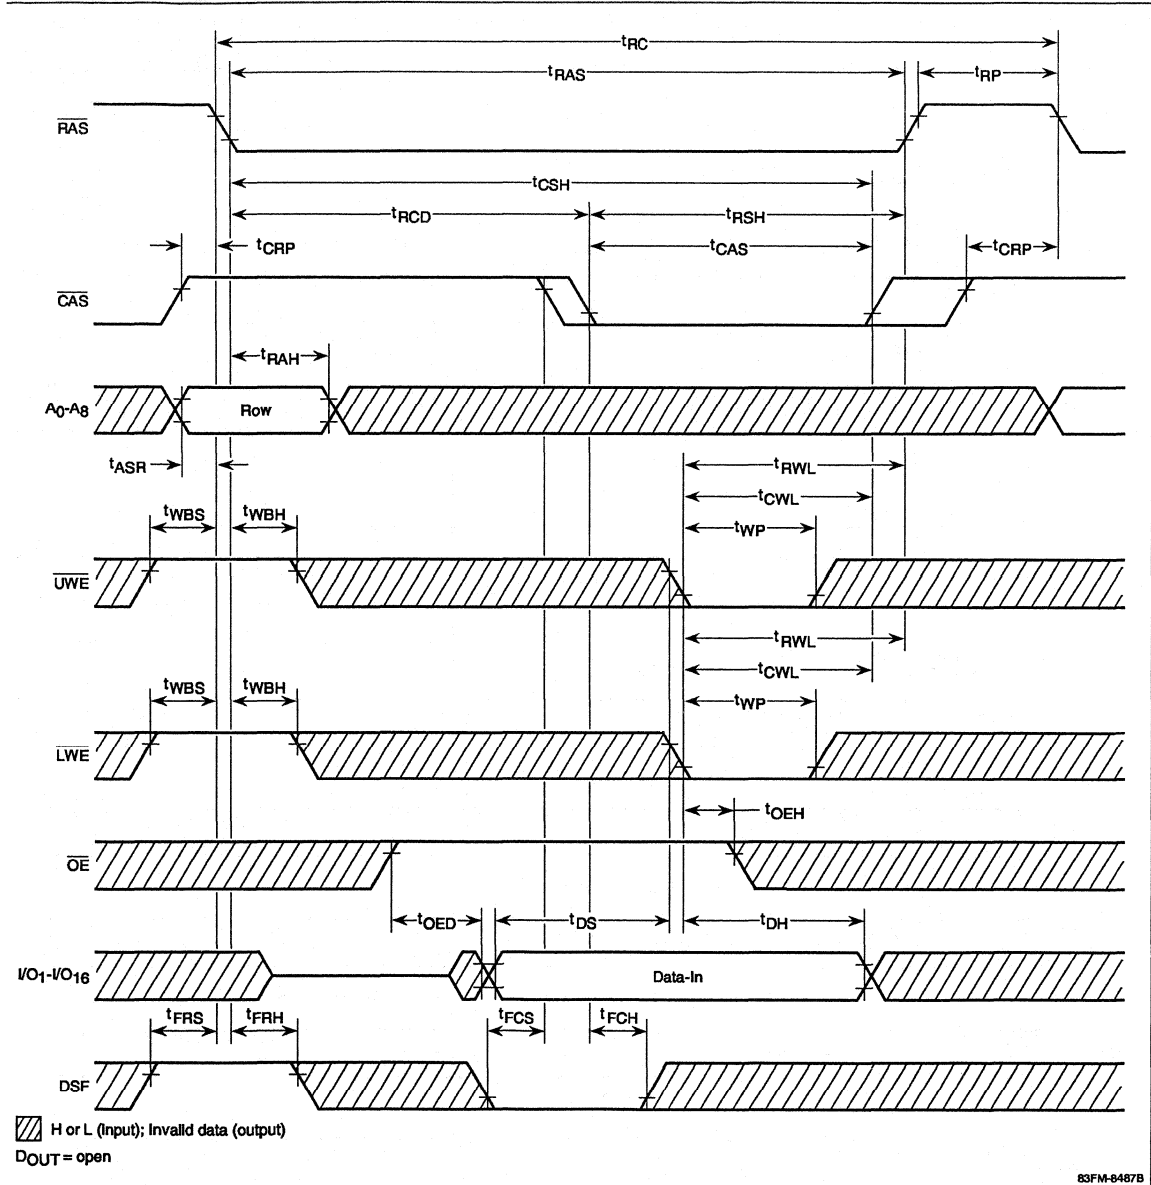 tRC
tRAS
tRP
RAS
tCSH
tRCD
tRSH
tCRP
tCAS
tCRP
CAS
tRAH
A0-A8
Row
tASR
tRWL
tCWL
tWBS
tWBH
tWP
UWE
tRWL
tCWL
tWBS
tWBH
tWP
LWE
tOEH
OE
tOED
tDS
tDH
I/O1-I/O16
Data-In
tFRS
tFRH
tFCS
tFCH
DSF
H or L (Input); Invalid data (output)
DOUT = open
83FM-8487B